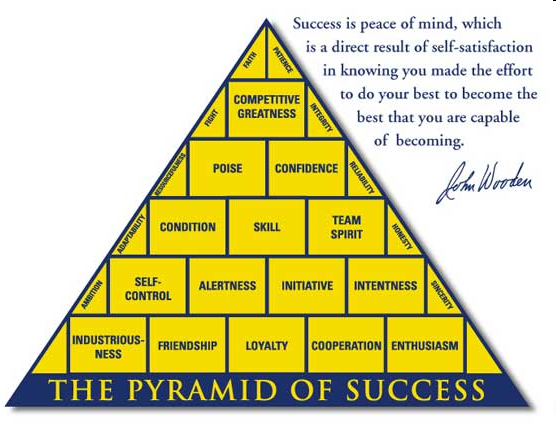 Success is peace of mind, which
is a direct result of self-satisfaction
in knowing you made the effort
to do your best to become the
best that you are capable
of becoming.
John Wooden
FAITH
PATIENCE
FIGHT
COMPETITIVE
GREATNESS
INTEGRITY
RESOURCEFULNESS
POISE
CONFIDENCE
RELIABILITY
ADAPTABILITY
CONDITION
SKILL
TEAM
SPIRIT
HONESTY
AMBITION
SELF-
CONTROL
ALERTNESS
INITIATIVE
INTENTNESS
SINCERITY
INDUSTRIOUS-
NESS
FRIENDSHIP
LOYALTY
COOPERATION
ENTHUSIASM
THE PYRAMID OF SUCCESS